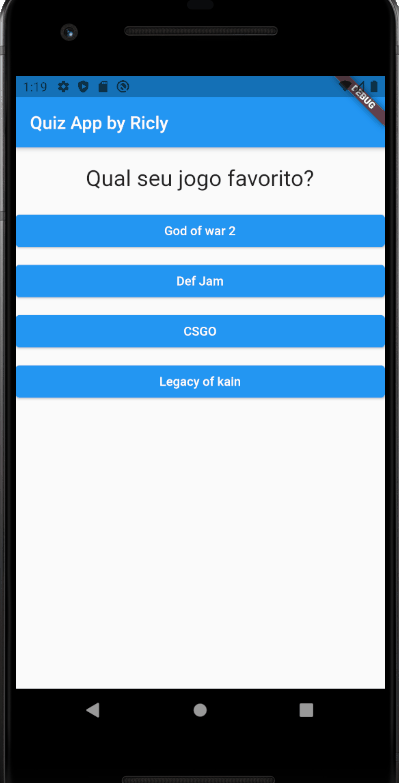 1:19
DEBUG
Quiz App by Ricly
Qual seu jogo favorito?
God of war 2
Def Jam
CSGO
Legacy of kain